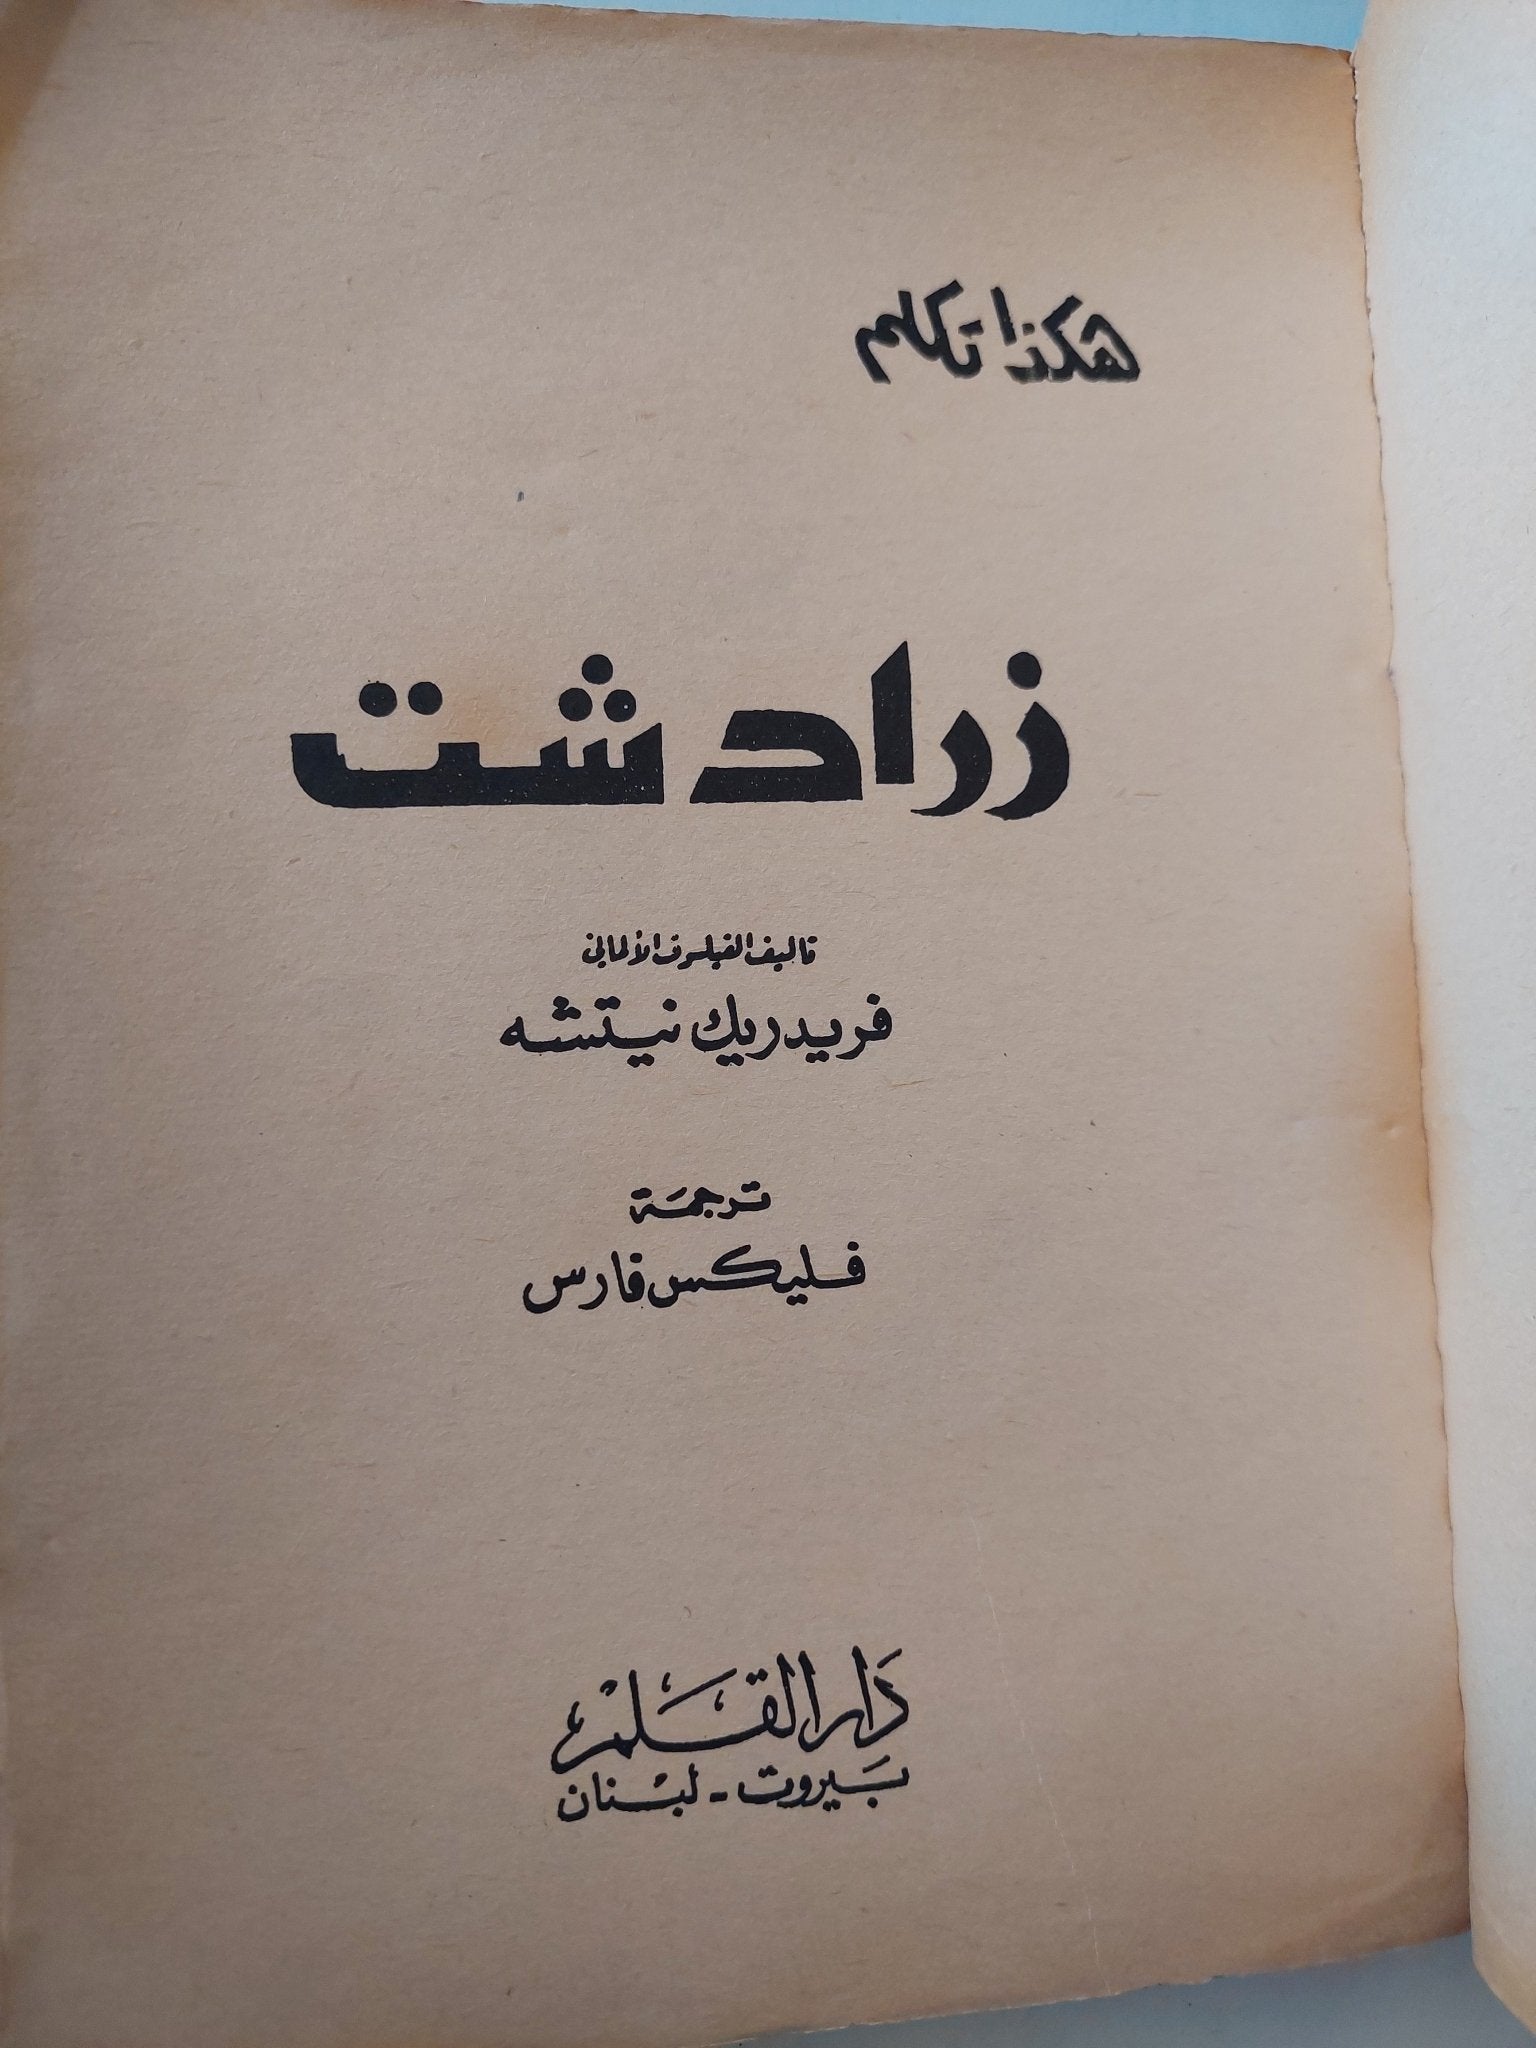 هكذا تكلم
زرادشت
تأليف الفيلسوف الألماني
فريدريك نيتشه
ترجمة
فليكس فارس
دار القلم
بيروت - لبنان